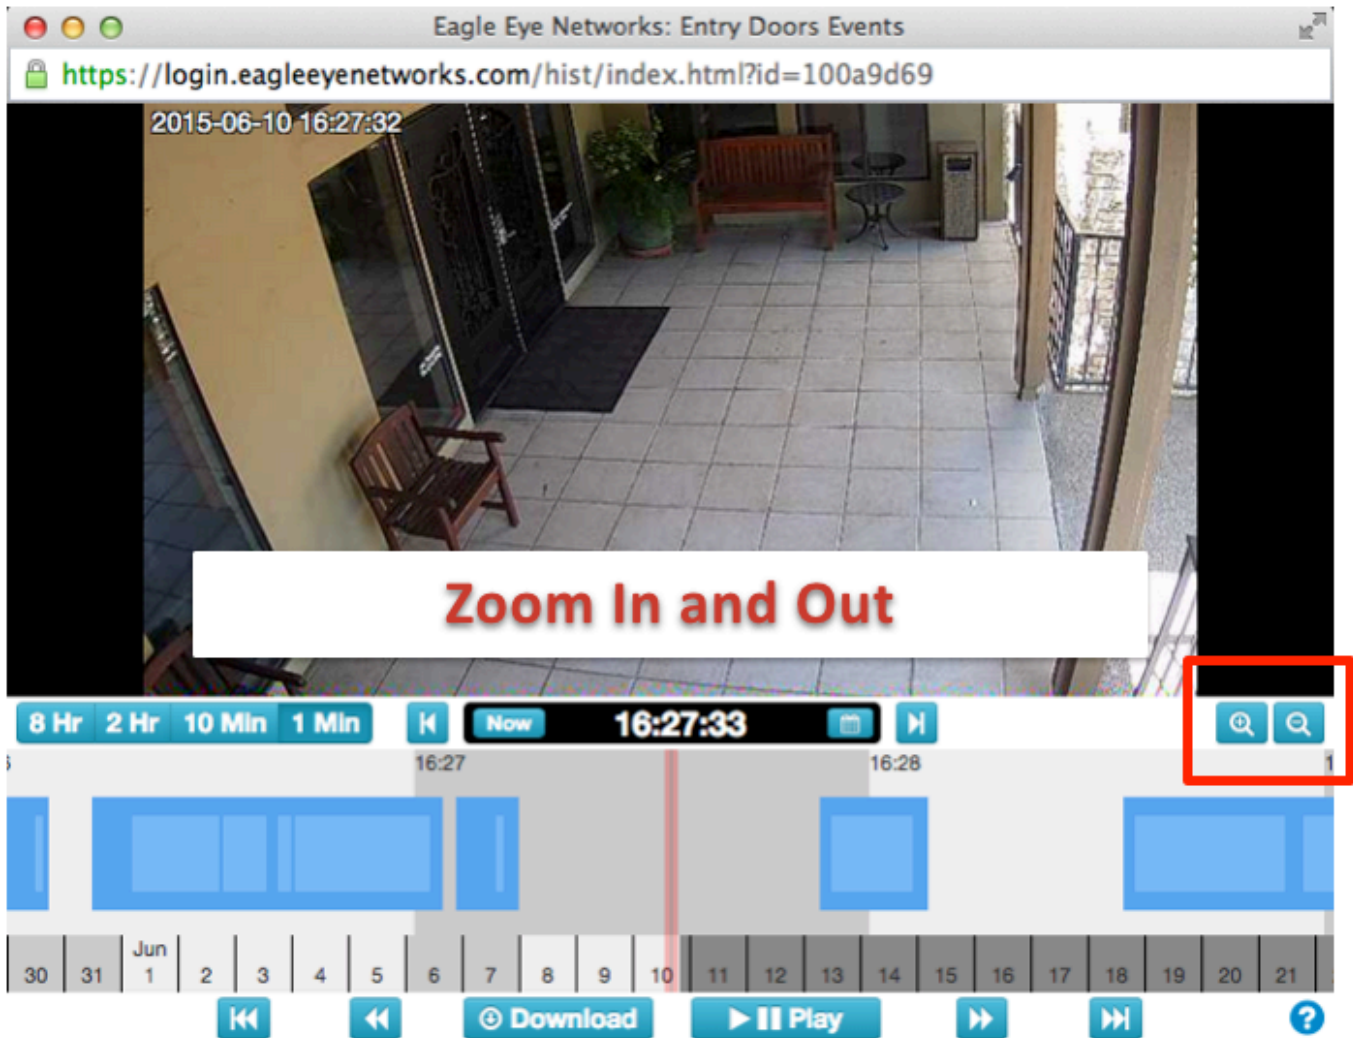 Eagle Eye Networks: Entry Doors Events
https://login.eagleeyenetworks.com/hist/index.html?id=100a9d69
2015-06-10 16:27:32
Zoom In and Out
8 Hr 2 Hr 10 Min 1 Min Now 16:27:33
16:27 16:28
Jun
30 31 1 2 3 4 5 6 7 8 9 10 11 12 13 14 15 16 17 18 19 20 21
Download Play ?